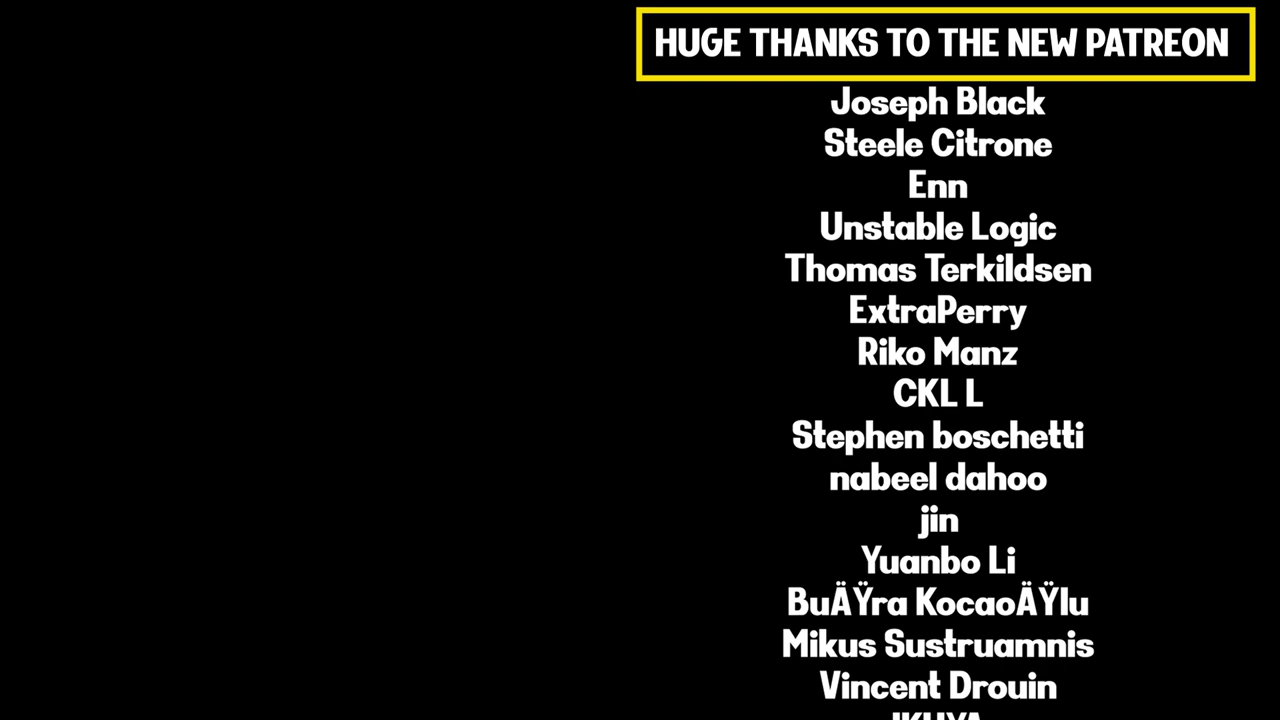 HUGE THANKS TO THE NEW PATREON
Joseph Black
Steele Citrone
Enn
Unstable Logic
Thomas Terkildsen
ExtraPerry
Riko Manz
CKL L
Stephen boschetti
nabeel dahoo
jin
Yuanbo Li
BuÄŸra KocaoÄŸlu
Mikus Sustruamnis
Vincent Drouin